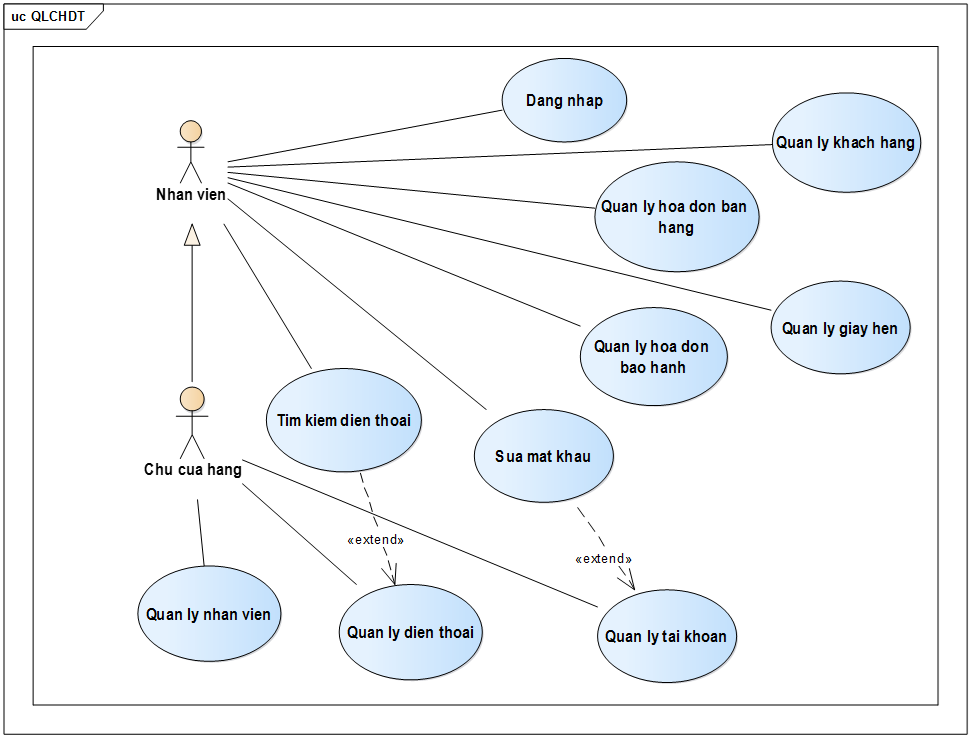 uc QLCHDT
Dang nhap
Quan ly khach hang
Nhan vien
Quan ly hoa don ban
hang
Quan ly giay hen
Quan ly hoa don
bao hanh
Tim kiem dien thoai
Sua mat khau
Chu cua hang
«extend»
«extend»
Quan ly nhan vien
Quan ly dien thoai
Quan ly tai khoan